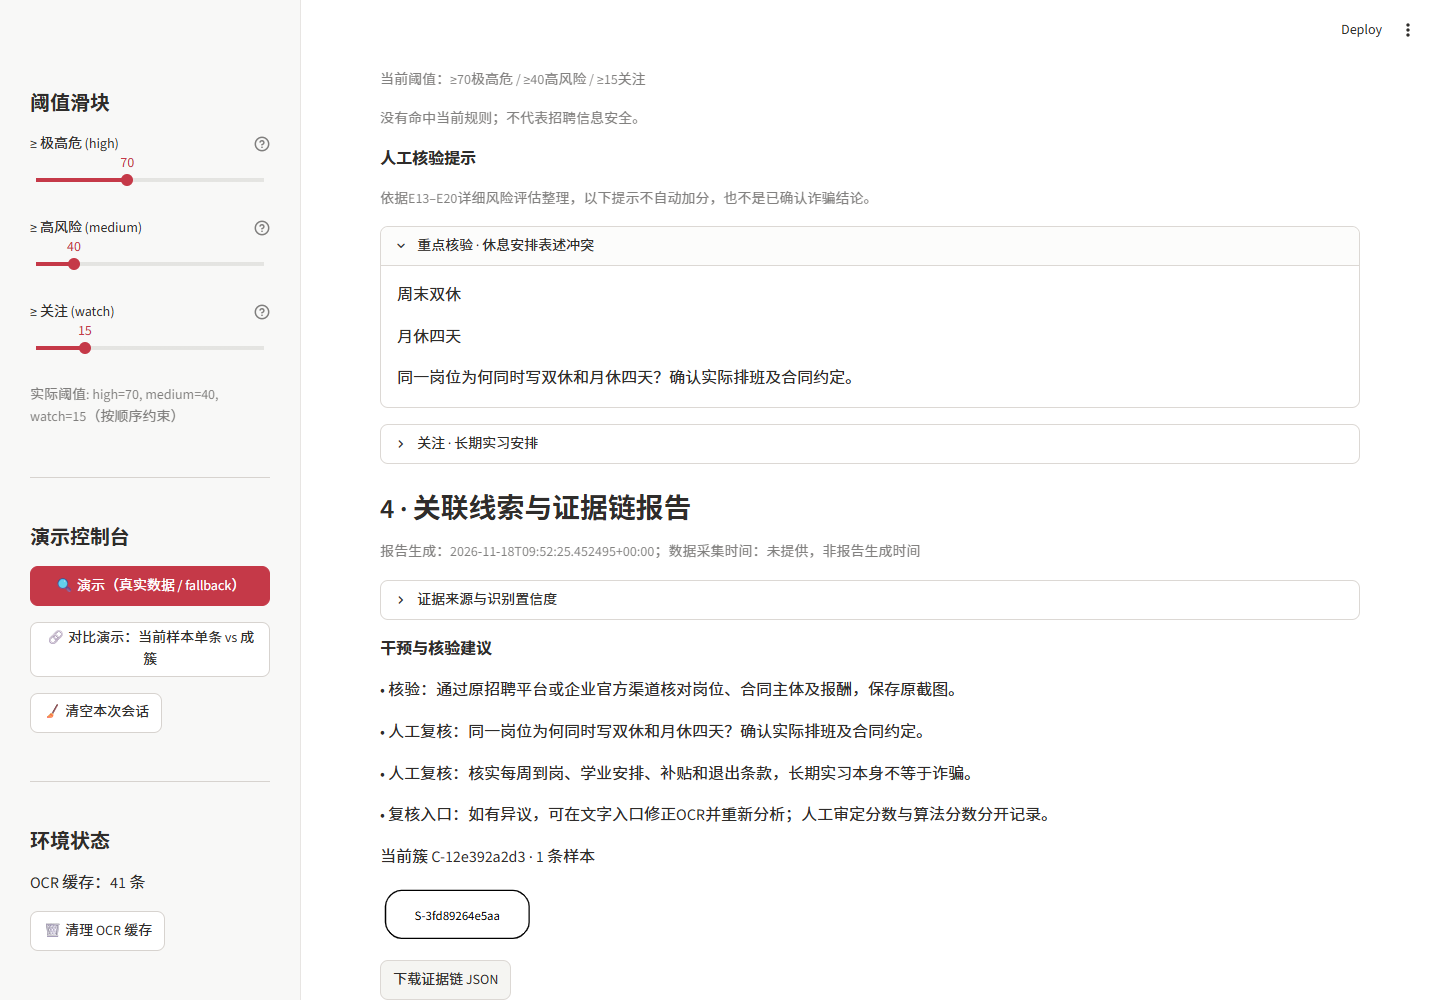 Deploy
阈值滑块
≥ 极高危 (high)
70
≥ 高风险 (medium)
40
≥ 关注 (watch)
15
实际阈值: high=70, medium=40,
watch=15（按顺序约束）
演示控制台
演示（真实数据 / fallback）
对比演示：当前样本单条 vs 成
簇
清空本次会话
环境状态
OCR 缓存：41 条
清理 OCR 缓存
当前阈值：≥70极高危 / ≥40高风险 / ≥15关注
没有命中当前规则；不代表招聘信息安全。
人工核验提示
依据E13–E20详细风险评估整理，以下提示不自动加分，也不是已确认诈骗结论。
重点核验 · 休息安排表述冲突
周末双休
月休四天
同一岗位为何同时写双休和月休四天？确认实际排班及合同约定。
关注 · 长期实习安排
4 · 关联线索与证据链报告
报告生成：2026-11-18T09:52:25.452495+00:00；数据采集时间：未提供，非报告生成时间
证据来源与识别置信度
干预与核验建议
• 核验：通过原招聘平台或企业官方渠道核对岗位、合同主体及报酬，保存原截图。
• 人工复核：同一岗位为何同时写双休和月休四天？确认实际排班及合同约定。
• 人工复核：核实每周到岗、学业安排、补贴和退出条款，长期实习本身不等于诈骗。
• 复核入口：如有异议，可在文字入口修正OCR并重新分析；人工审定分数与算法分数分开记录。
当前簇 C-12e392a2d3 · 1 条样本
S-3fd89264e5aa
下载证据链 JSON